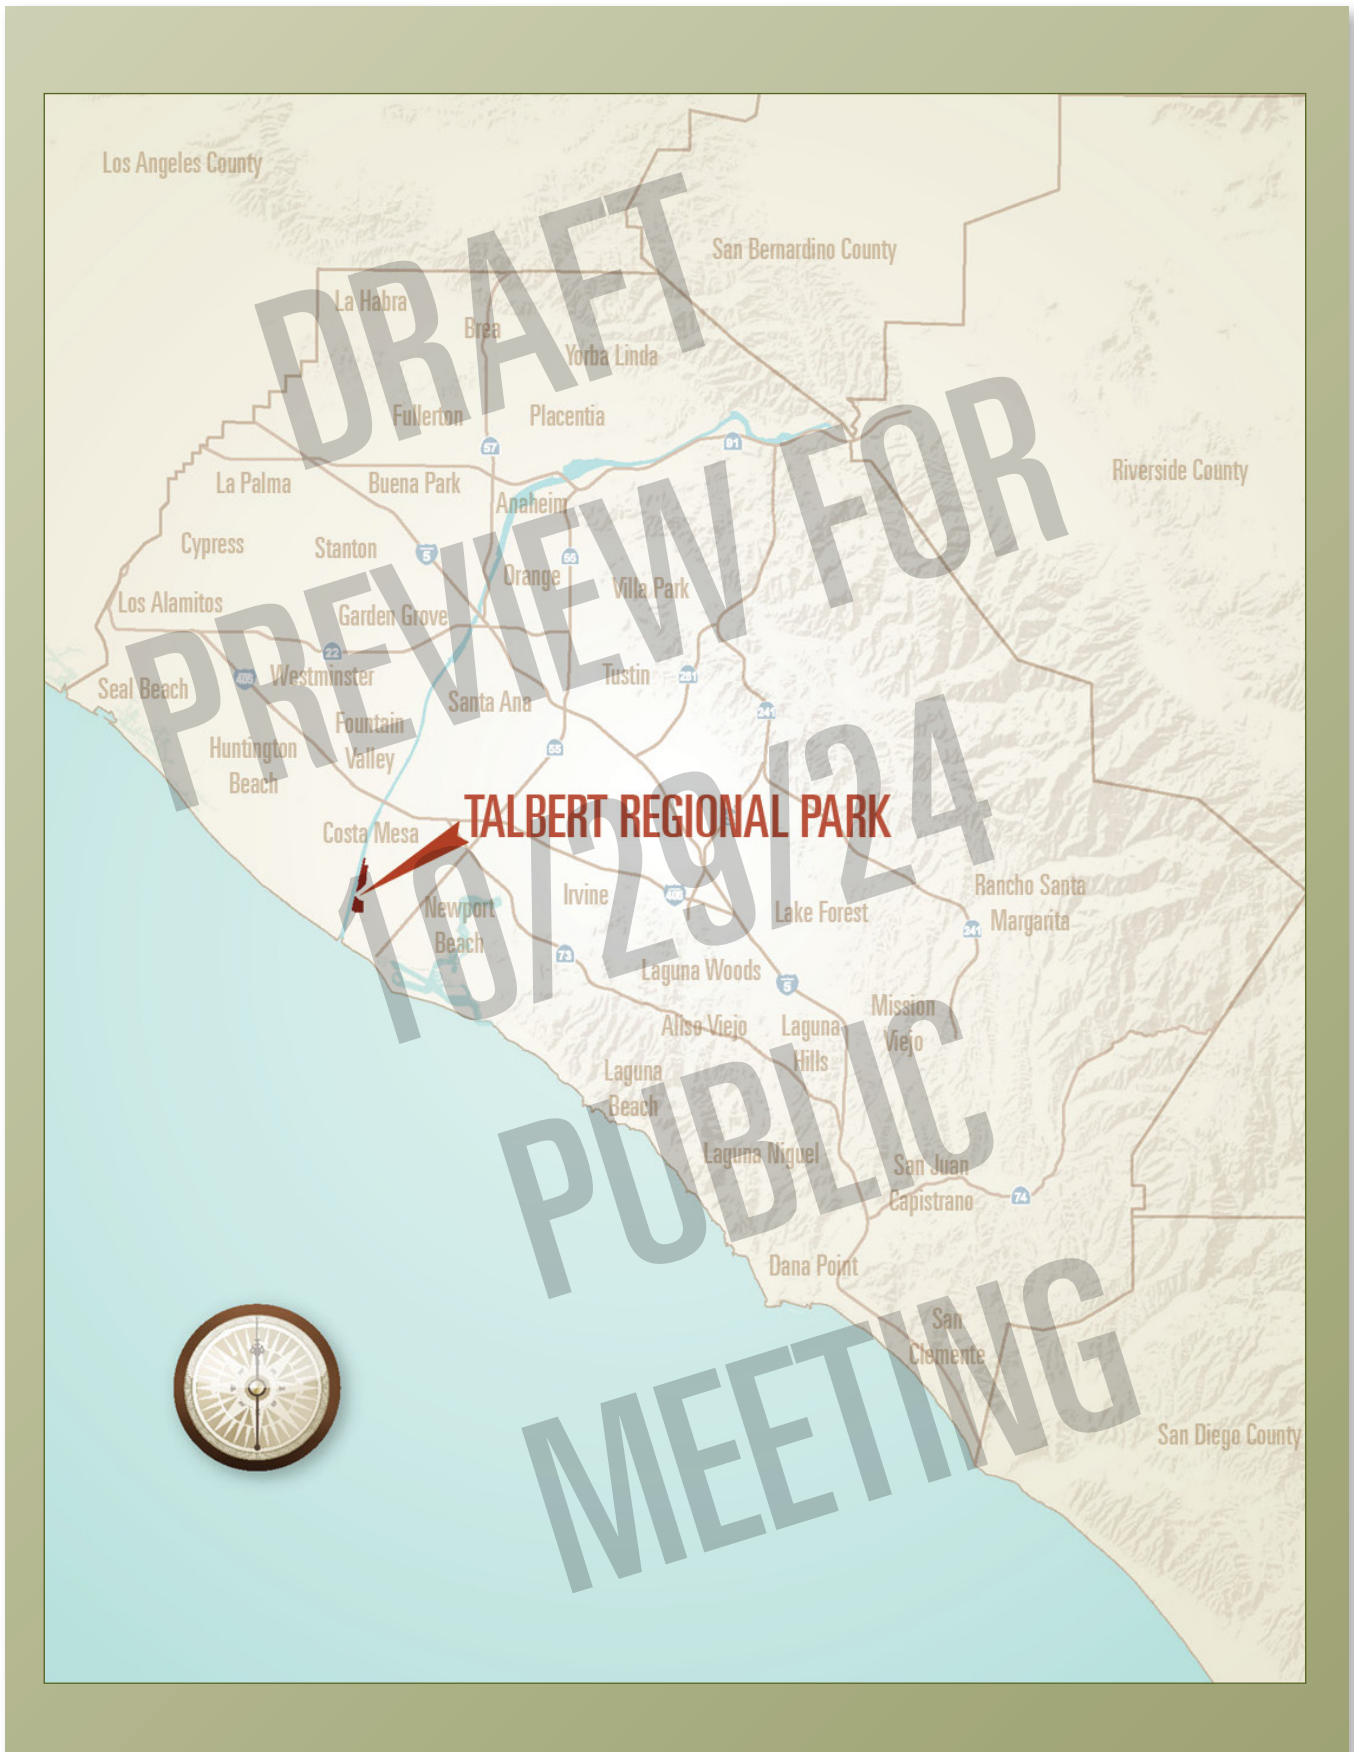 Los Angeles County
San Bernardino County
La Habra
Brea
Yorba Linda
Fullerton
Placentia
57
91
Riverside County
La Palma
Buena Park
Anaheim
Cypress
Stanton
5
55
Orange
Villa Park
Los Alamitos
Garden Grove
22
405
Westminster
Tustin
261
Seal Beach
Santa Ana
241
Fountain
Valley
Huntington
Beach
55
TALBERT REGIONAL PARK
Costa Mesa
Irvine
405
Rancho Santa
Margarita
Newport
Beach
Lake Forest
241
73
Laguna Woods
5
Mission
Viejo
Aliso Viejo
Laguna
Hills
Laguna
Beach
Laguna Niguel
San Juan
Capistrano
74
Dana Point
San
Clemente
San Diego County
DRAFT
PREVIEW FOR
10/29/24
PUBLIC
MEETING